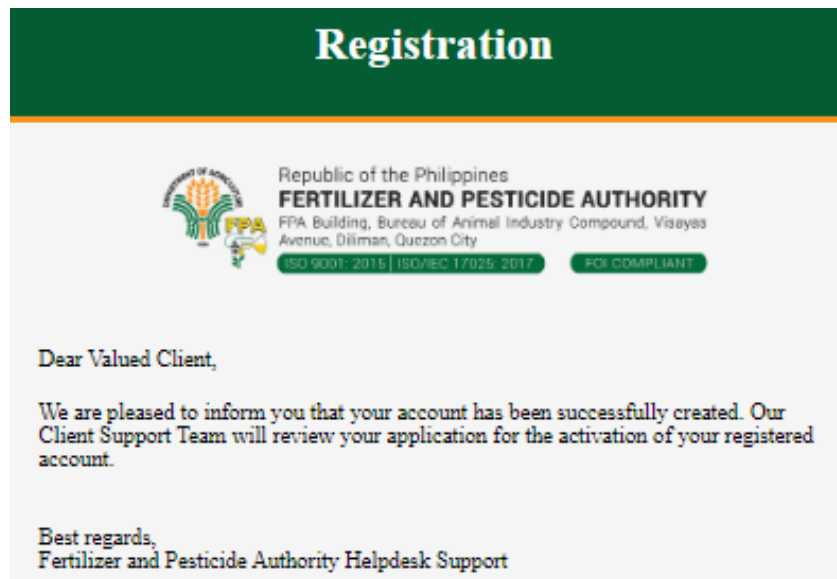 Registration
DEPARTMENT OF AGRICULTURE
FPA
Republic of the Philippines
FERTILIZER AND PESTICIDE AUTHORITY
FPA Building, Bureau of Animal Industry Compound, Visayas
Avenue, Diliman, Quezon City
ISO 9001: 2015 | ISO/IEC 17025: 2017
FOI COMPLIANT
Dear Valued Client,
We are pleased to inform you that your account has been successfully created. Our
Client Support Team will review your application for the activation of your registered
account.
Best regards,
Fertilizer and Pesticide Authority Helpdesk Support